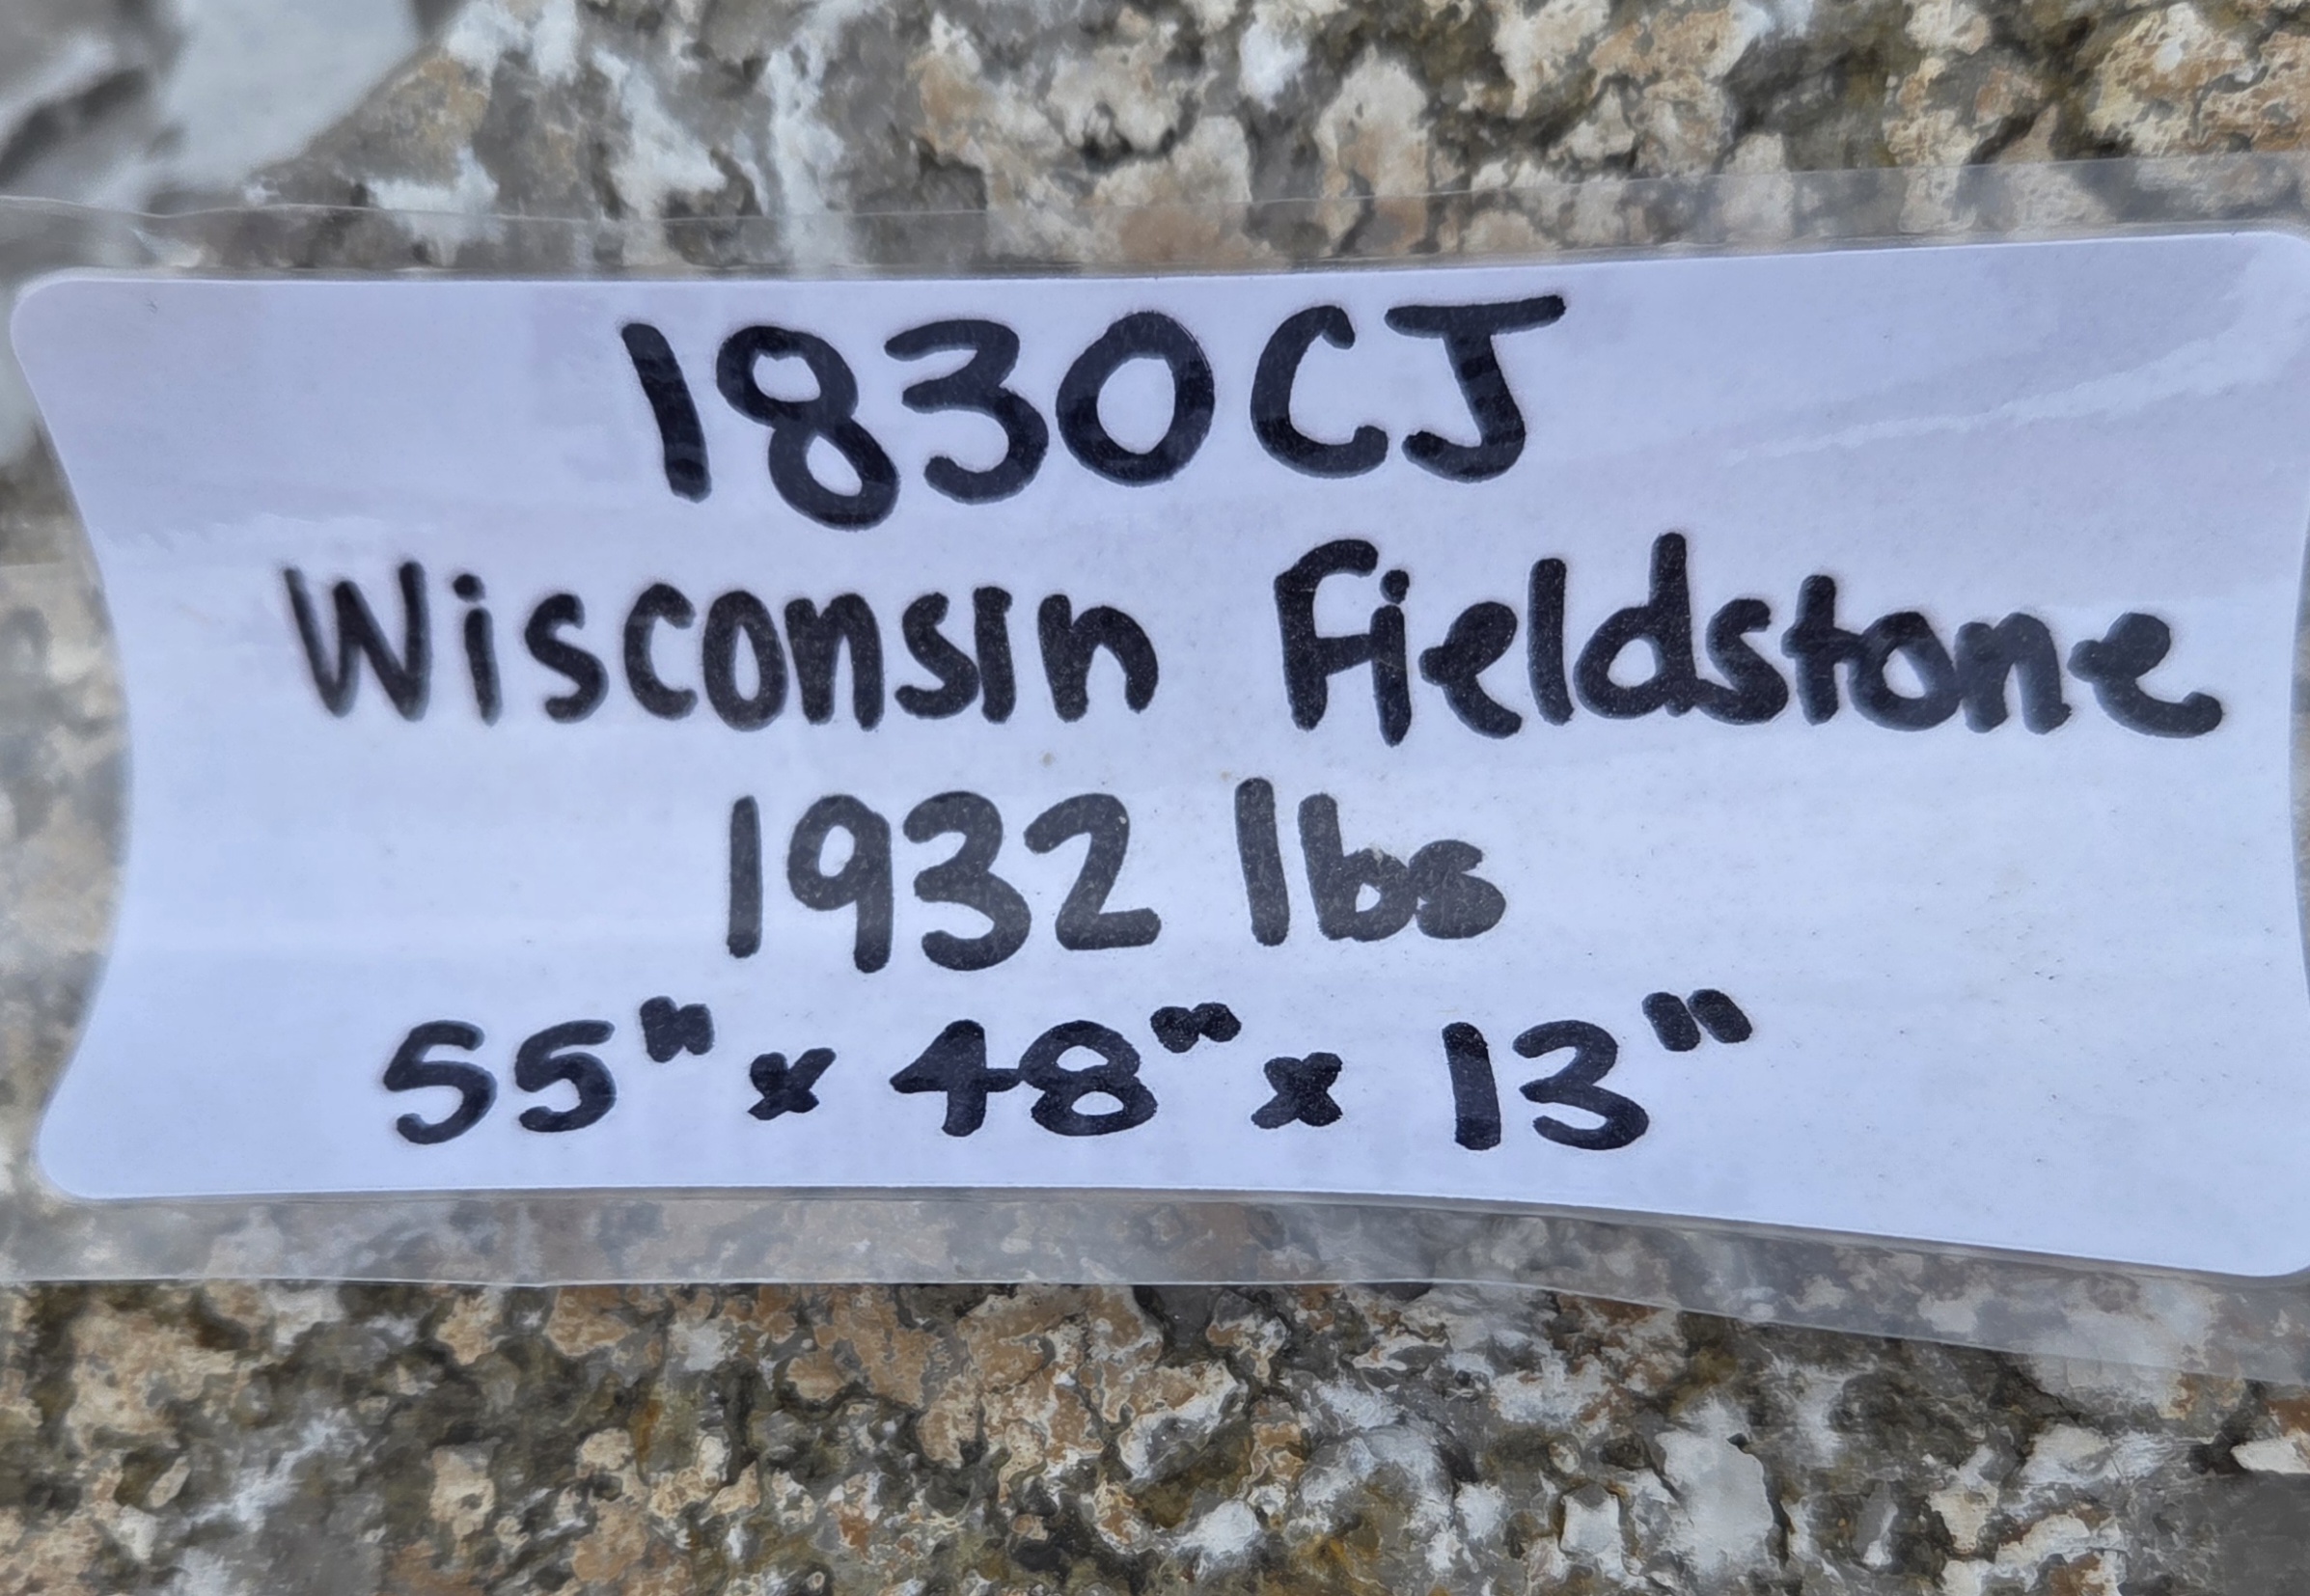 1830CJ
Wisconsin Fieldstone
1932 lbs
55" x 48" x 13"